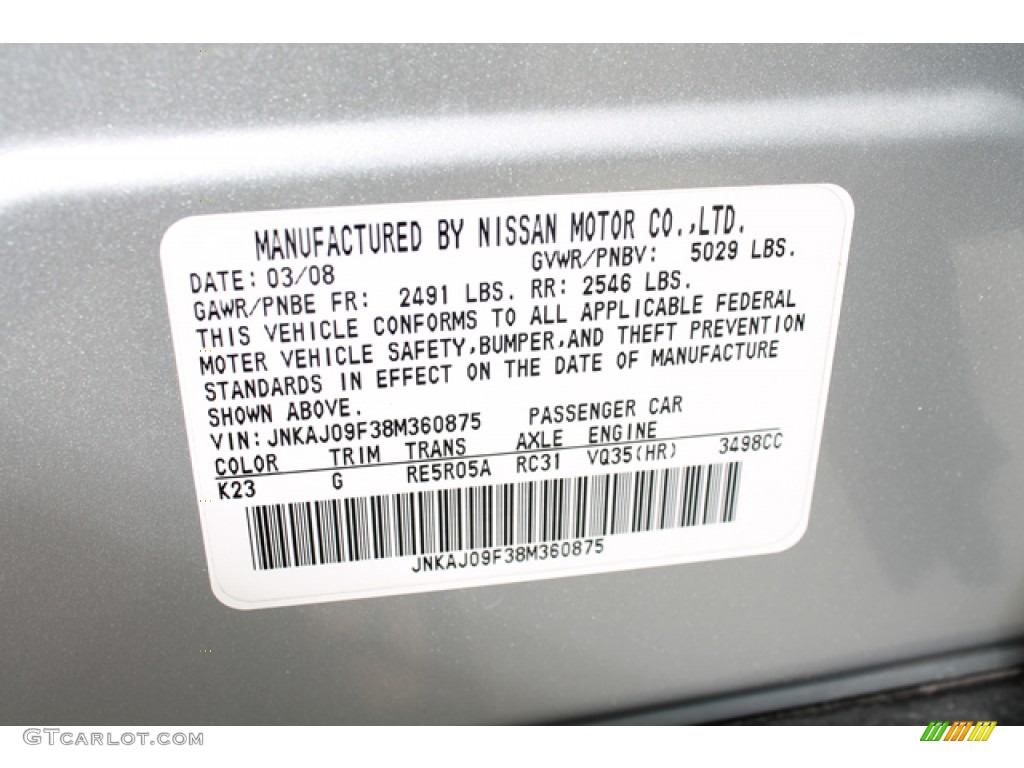 MANUFACTURED BY NISSAN MOTOR CO.,LTD.
DATE: 03/08 GVWR/PNBV: 5029 LBS.
GAWR/PNBE FR: 2491 LBS. RR: 2546 LBS.
THIS VEHICLE CONFORMS TO ALL APPLICABLE FEDERAL
MOTER VEHICLE SAFETY,BUMPER,AND THEFT PREVENTION
STANDARDS IN EFFECT ON THE DATE OF MANUFACTURE
SHOWN ABOVE.
VIN: JNKAJ09F38M360875 PASSENGER CAR
COLOR TRIM TRANS AXLE ENGINE
K23 G RE5R05A RC31 VQ35(HR) 3498CC
JNKAJ09F38M360875
GTCarlot.com